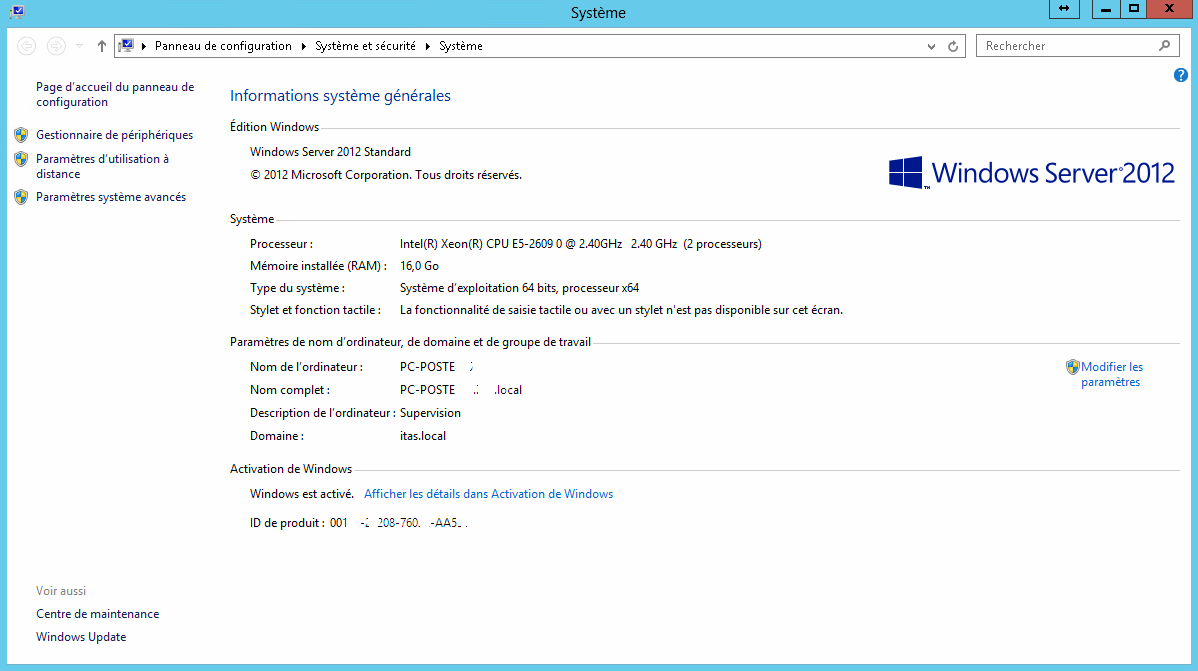 Système
Panneau de configuration Système et sécurité Système
Rechercher
Page d'accueil du panneau de
configuration
Gestionnaire de périphériques
Paramètres d'utilisation à
distance
Paramètres système avancés
Informations système générales
Édition Windows
Windows Server 2012 Standard
© 2012 Microsoft Corporation. Tous droits réservés.
Windows Server 2012
Système
Processeur : Intel(R) Xeon(R) CPU E5-2609 0 @ 2.40GHz 2.40 GHz (2 processeurs)
Mémoire installée (RAM) : 16,0 Go
Type du système : Système d'exploitation 64 bits, processeur x64
Stylet et fonction tactile : La fonctionnalité de saisie tactile ou avec un stylet n'est pas disponible sur cet écran.
Paramètres de nom d'ordinateur, de domaine et de groupe de travail
Nom de l'ordinateur : PC-POSTE
Nom complet : PC-POSTE .local
Description de l'ordinateur : Supervision
Domaine : itas.local
Modifier les
paramètres
Activation de Windows
Windows est activé. Afficher les détails dans Activation de Windows
ID de produit : 001 208-760 -AA5
Voir aussi
Centre de maintenance
Windows Update